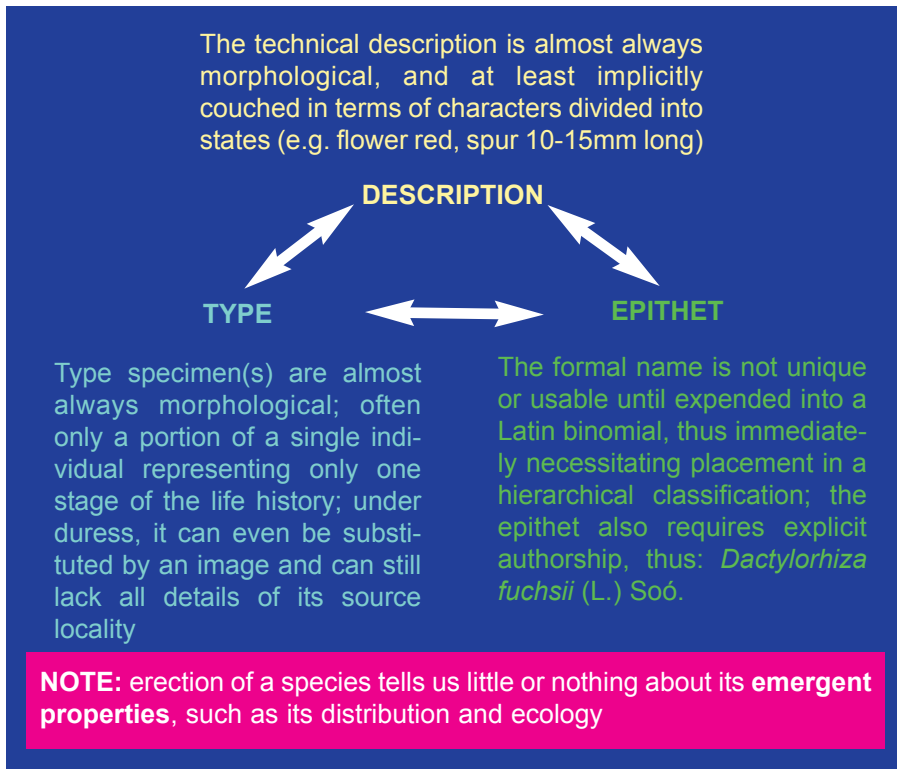 The technical description is almost always
morphological, and at least implicitly
couched in terms of characters divided into
states (e.g. flower red, spur 10-15mm long)
DESCRIPTION
TYPE
EPITHET
Type specimen(s) are almost
always morphological; often
only a portion of a single indi-
vidual representing only one
stage of the life history; under
duress, it can even be substi-
tuted by an image and can still
lack all details of its source
locality
The formal name is not unique
or usable until expended into a
Latin binomial, thus immediate-
ly necessitating placement in a
hierarchical classification; the
epithet also requires explicit
authorship, thus: Dactylorhiza
fuchsii (L.) Soó.
NOTE: erection of a species tells us little or nothing about its emergent
properties, such as its distribution and ecology